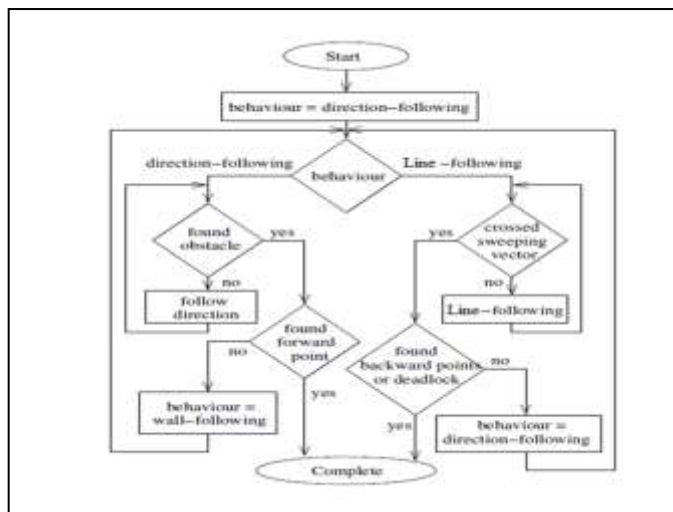 Start
behaviour = direction-following
direction-following
Line -following
behaviour
found
obstacle
yes
no
follow
direction
yes
crossed
sweeping
vector
no
Line-following
found
forward
point
no
yes
found
backward points
or deadlock
no
yes
behaviour =
wall-following
behaviour =
direction-following
Complete